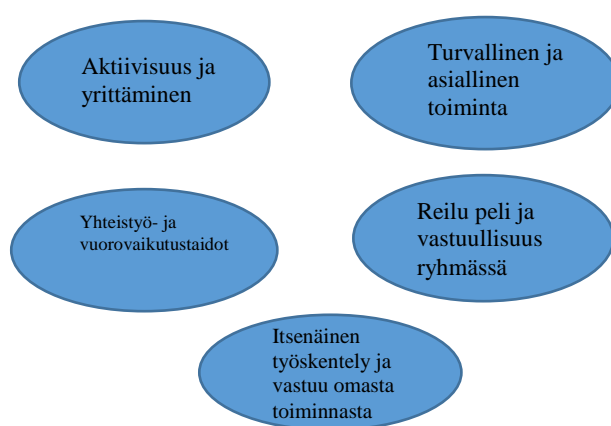 Aktiivisuus ja
yrittäminen
Turvallinen ja
asiallinen
toiminta
Yhteistyö- ja
vuorovaikutustaidot
Reilu peli ja
vastuullisuus
ryhmässä
Itsenäinen
työskentely ja
vastuu omasta
toiminnasta